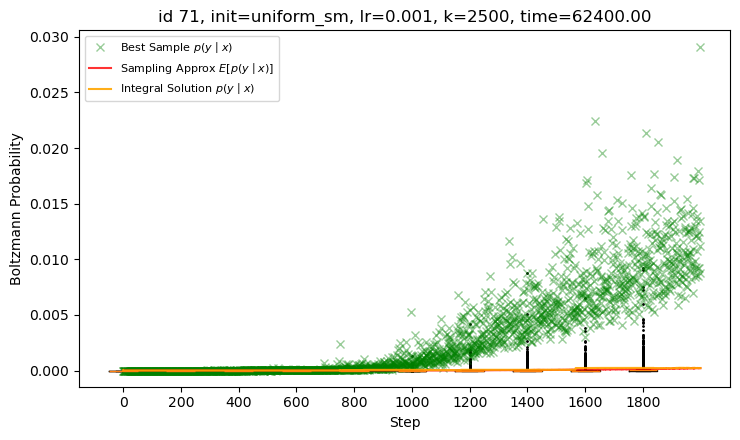 id 71, init=uniform_sm, lr=0.001, k=2500, time=62400.00
Boltzmann Probability
0.030
0.025
0.020
0.015
0.010
0.005
0.000
Best Sample p(y | x)
Sampling Approx E[p(y | x)]
Integral Solution p(y | x)
0 200 400 600 800 1000 1200 1400 1600 1800
Step